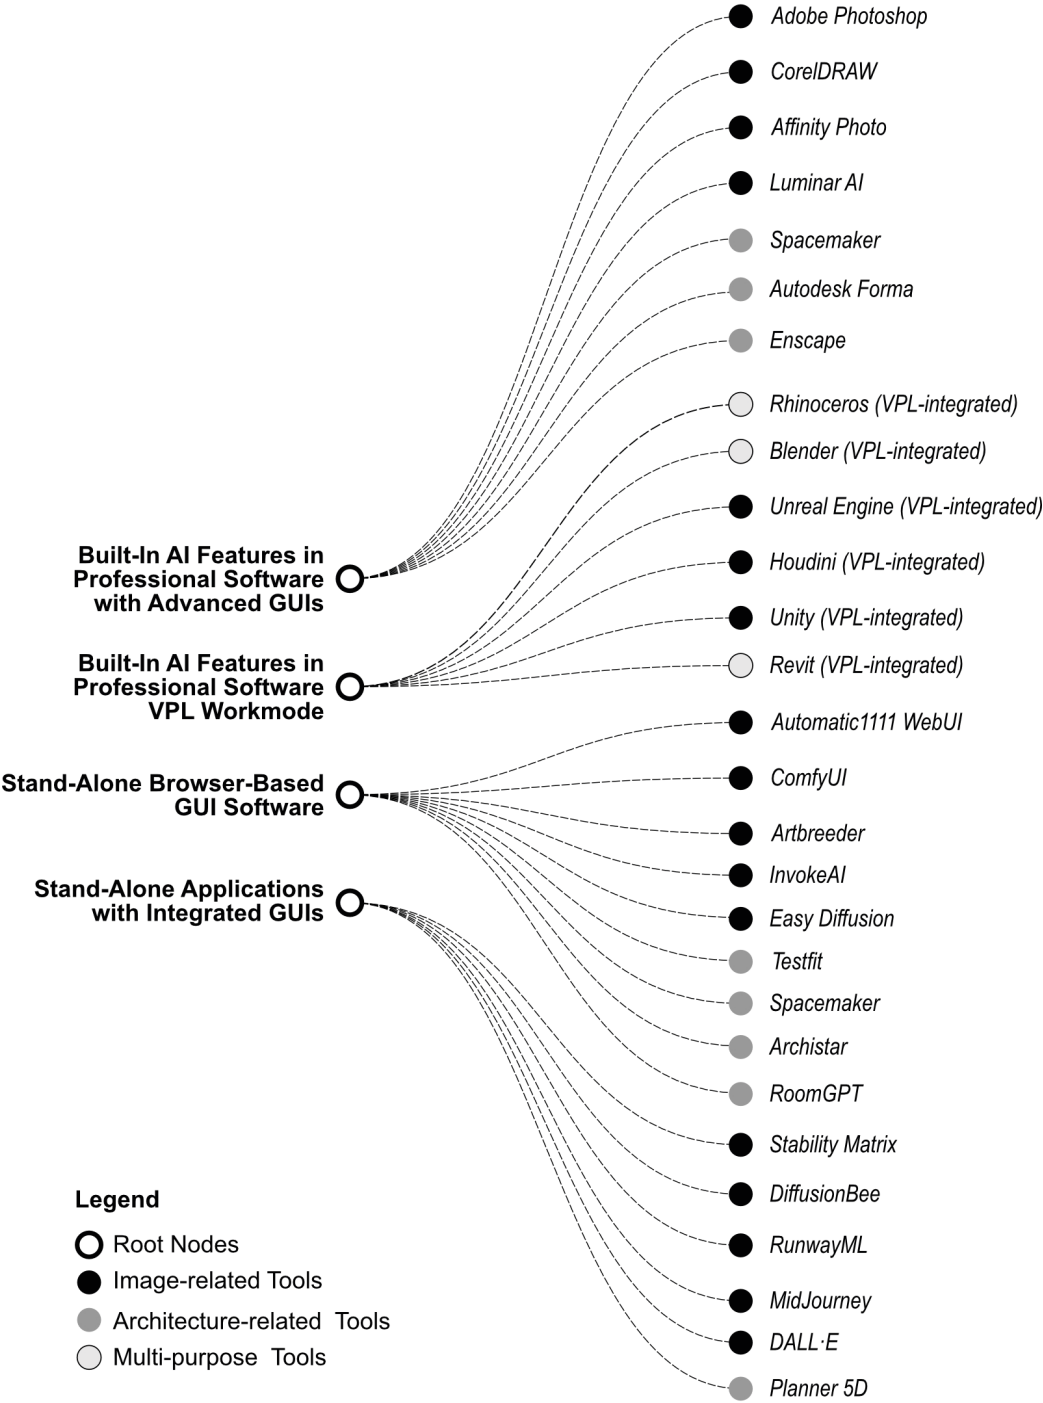 Adobe Photoshop
CorelDRAW
Affinity Photo
Luminar AI
Spacemaker
Autodesk Forma
Enscape
Rhinoceros (VPL-integrated)
Blender (VPL-integrated)
Unreal Engine (VPL-integrated)
Houdini (VPL-integrated)
Unity (VPL-integrated)
Revit (VPL-integrated)
Automatic1111 WebUI
ComfyUI
Artbreeder
InvokeAI
Easy Diffusion
Testfit
Spacemaker
Archistar
RoomGPT
Stability Matrix
DiffusionBee
RunwayML
MidJourney
DALL·E
Planner 5D
Built-In AI Features in
Professional Software
with Advanced GUIs
Built-In AI Features in
Professional Software
VPL Workmode
Stand-Alone Browser-Based
GUI Software
Stand-Alone Applications
with Integrated GUIs
Legend
Root Nodes
Image-related Tools
Architecture-related Tools
Multi-purpose Tools